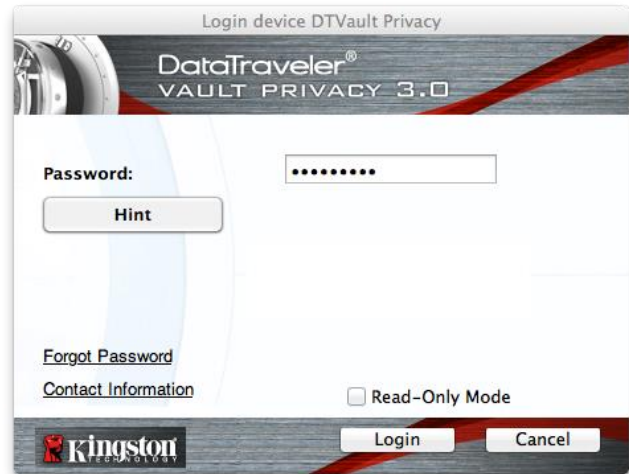 Login device DTVault Privacy
DataTraveler®
VAULT PRIVACY 3.0
Password:
•••••••••
Hint
Forgot Password
Contact Information
Read-Only Mode
Kingston
TECHNOLOGY
Login
Cancel